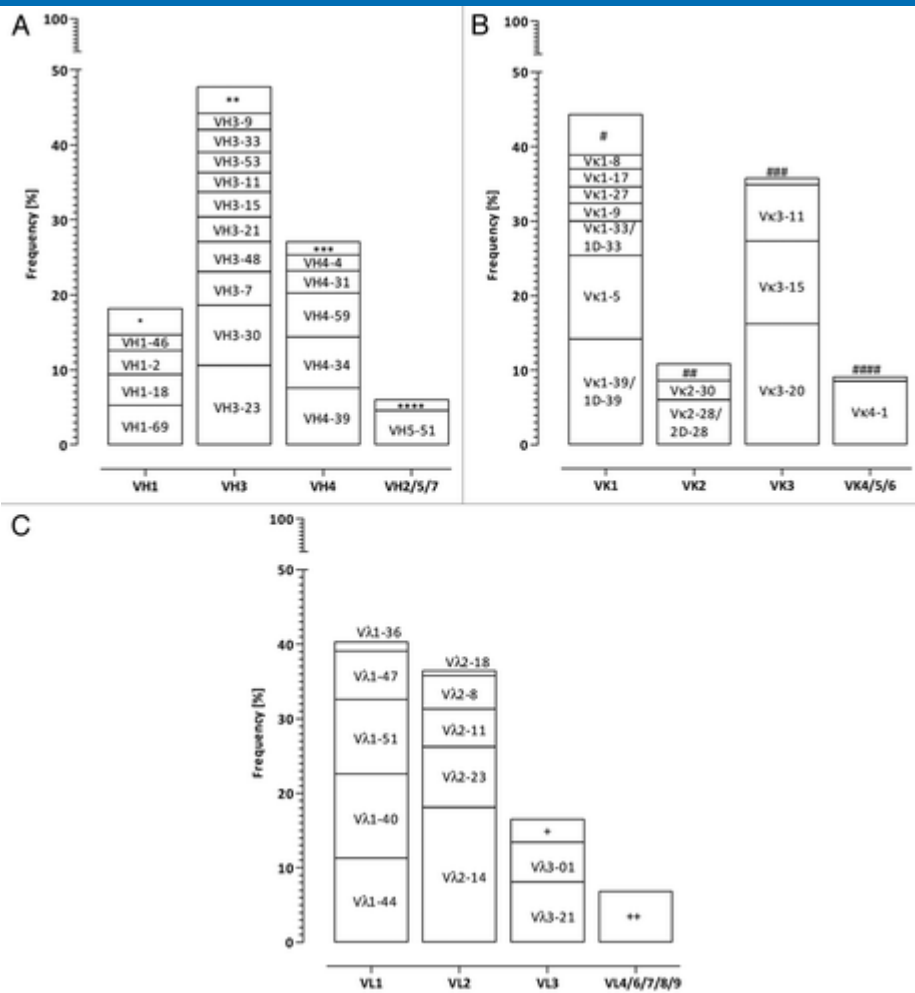 A
100
50
40
30
20
10
0
Frequency [%]
**
VH3-9
VH3-33
VH3-53
VH3-11
VH3-15
VH3-21
VH3-48
VH3-7
VH3-30
VH3-23
*
VH1-46
VH1-2
VH1-18
VH1-69
***
VH4-4
VH4-31
VH4-59
VH4-34
VH4-39
****
VH5-51
VH1 VH3 VH4 VH2/5/7
B
100
50
40
30
20
10
0
Frequency [%]
#
Vκ1-8
Vκ1-17
Vκ1-27
Vκ1-9
Vκ1-33/
1D-33
Vκ1-5
Vκ1-39/
1D-39
##
Vκ2-30
Vκ2-28/
2D-28
###
Vκ3-11
Vκ3-15
Vκ3-20
####
Vκ4-1
VK1 VK2 VK3 VK4/5/6
C
100
50
40
30
20
10
0
Frequency [%]
Vλ1-36
Vλ1-47
Vλ1-51
Vλ1-40
Vλ1-44
Vλ2-18
Vλ2-8
Vλ2-11
Vλ2-23
Vλ2-14
+
Vλ3-01
Vλ3-21
++
VL1 VL2 VL3 VL4/6/7/8/9